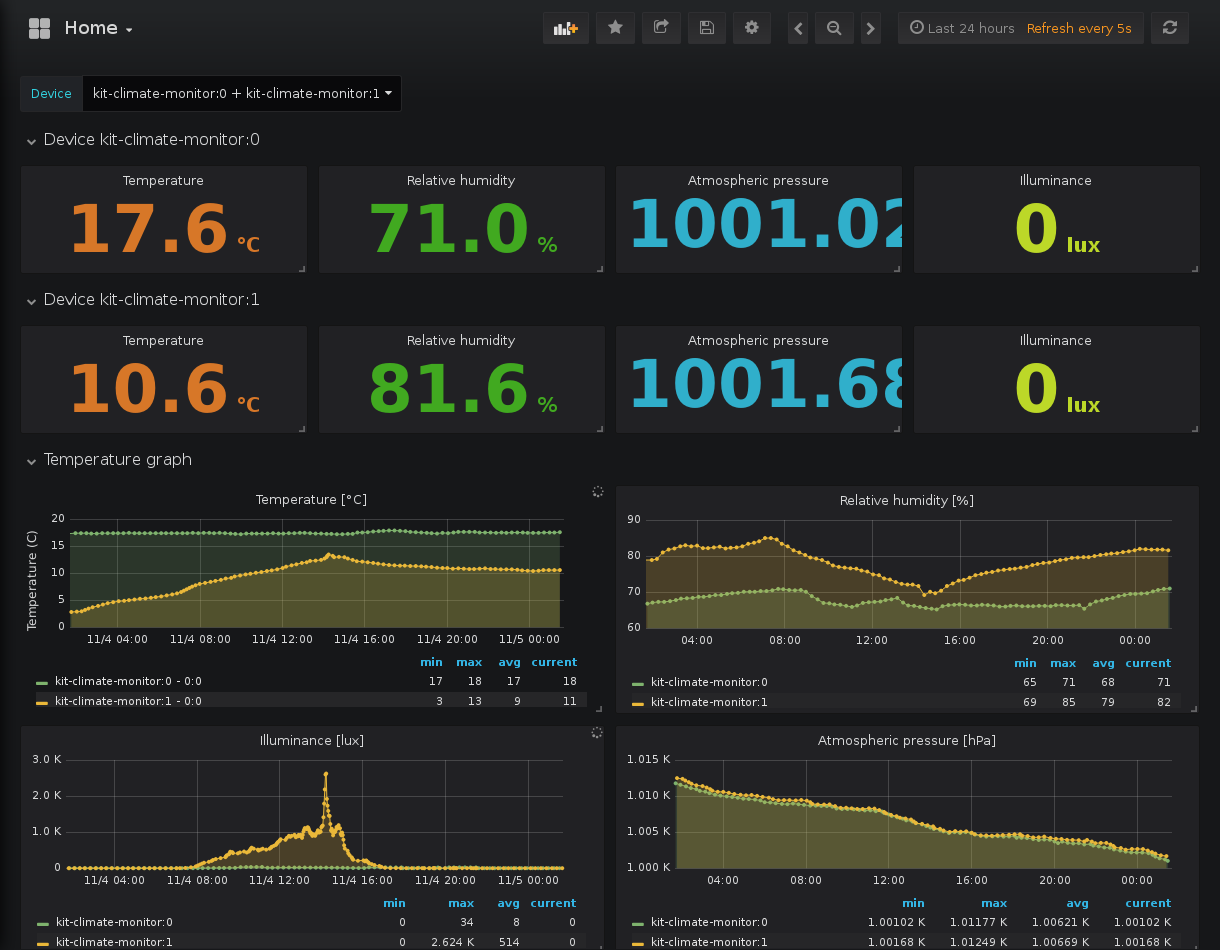 Home
Last 24 hours Refresh every 5s
Device kit-climate-monitor:0 + kit-climate-monitor:1
Device kit-climate-monitor:0
Temperature Relative humidity Atmospheric pressure Illuminance
17.6 °C 71.0 % 1001.02 0 lux
Device kit-climate-monitor:1
Temperature Relative humidity Atmospheric pressure Illuminance
10.6 °C 81.6 % 1001.68 0 lux
Temperature graph
Temperature [°C]
Temperature (C)
20
15
10
5
0
11/4 04:00 11/4 08:00 11/4 12:00 11/4 16:00 11/4 20:00 11/5 00:00
min max avg current
kit-climate-monitor:0 - 0:0 17 18 17 18
kit-climate-monitor:1 - 0:0 3 13 9 11
Relative humidity [%]
90
80
70
60
04:00 08:00 12:00 16:00 20:00 00:00
min max avg current
kit-climate-monitor:0 65 71 68 71
kit-climate-monitor:1 69 85 79 82
Illuminance [lux]
3.0 K
2.0 K
1.0 K
0
11/4 04:00 11/4 08:00 11/4 12:00 11/4 16:00 11/4 20:00 11/5 00:00
min max avg current
kit-climate-monitor:0 0 34 8 0
kit-climate-monitor:1 0 2.624 K 514 0
Atmospheric pressure [hPa]
1.015 K
1.010 K
1.005 K
1.000 K
04:00 08:00 12:00 16:00 20:00 00:00
min max avg current
kit-climate-monitor:0 1.00102 K 1.01177 K 1.00621 K 1.00102 K
kit-climate-monitor:1 1.00168 K 1.01249 K 1.00669 K 1.00168 K